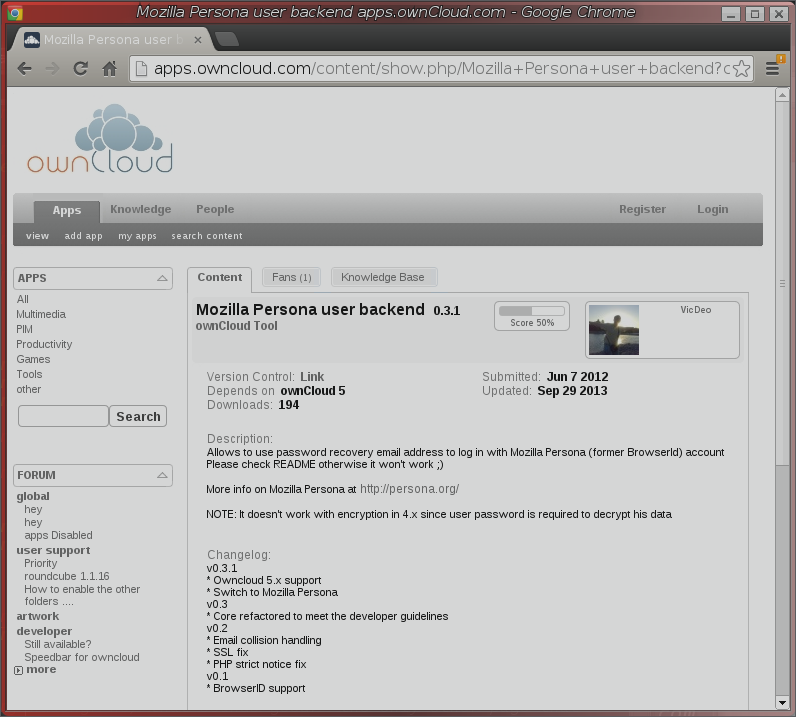 Mozilla Persona user backend apps.ownCloud.com - Google Chrome
Mozilla Persona user b
apps.owncloud.com/content/show.php/Mozilla+Persona+user+backend?c
ownCloud
Apps Knowledge People Register Login
view add app my apps search content
APPS
All
Multimedia
PIM
Productivity
Games
Tools
other
Search
FORUM
global
hey
hey
apps Disabled
user support
Priority
roundcube 1.1.16
How to enable the other
folders ....
artwork
developer
Still available?
Speedbar for owncloud
more
Content Fans (1) Knowledge Base
Mozilla Persona user backend 0.3.1
ownCloud Tool
Score 50%
VicDeo
Version Control: Link
Depends on ownCloud 5
Downloads: 194
Submitted: Jun 7 2012
Updated: Sep 29 2013
Description:
Allows to use password recovery email address to log in with Mozilla Persona (former BrowserId) account
Please check README otherwise it won't work ;)
More info on Mozilla Persona at http://persona.org/
NOTE: It doesn't work with encryption in 4.x since user password is required to decrypt his data
Changelog:
v0.3.1
* Owncloud 5.x support
* Switch to Mozilla Persona
v0.3
* Core refactored to meet the developer guidelines
v0.2
* Email collision handling
* SSL fix
* PHP strict notice fix
v0.1
* BrowserID support